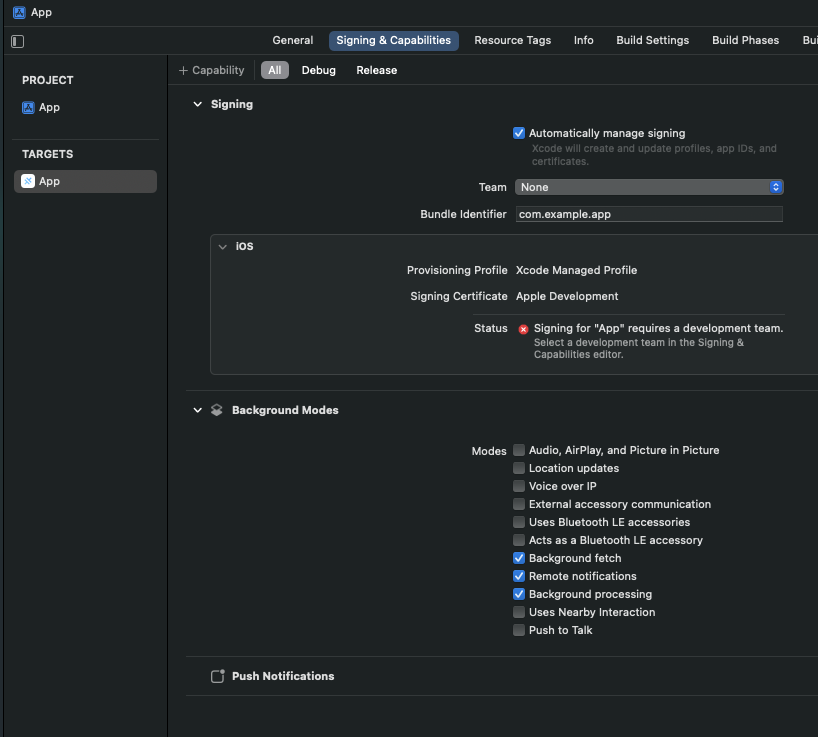 App
General Signing & Capabilities Resource Tags Info Build Settings Build Phases Bui
+ Capability All Debug Release
PROJECT
App
TARGETS
App
Signing
Automatically manage signing
Xcode will create and update profiles, app IDs, and
certificates.
Team None
Bundle Identifier com.example.app
iOS
Provisioning Profile Xcode Managed Profile
Signing Certificate Apple Development
Status Signing for "App" requires a development team.
Select a development team in the Signing &
Capabilities editor.
Background Modes
Modes Audio, AirPlay, and Picture in Picture
Location updates
Voice over IP
External accessory communication
Uses Bluetooth LE accessories
Acts as a Bluetooth LE accessory
Background fetch
Remote notifications
Background processing
Uses Nearby Interaction
Push to Talk
Push Notifications